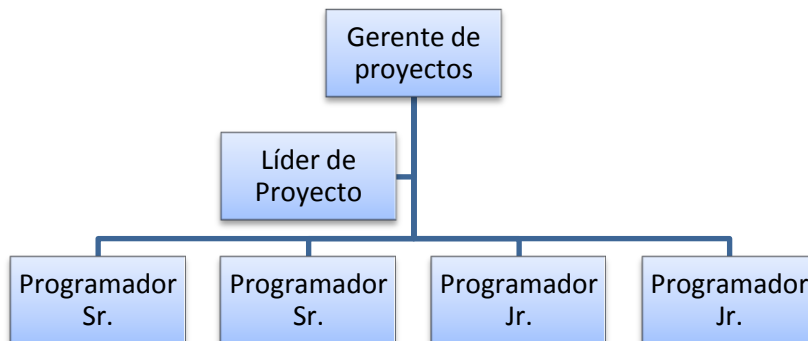 Gerente de
proyectos
Líder de
Proyecto
Programador
Sr.
Programador
Sr.
Programador
Jr.
Programador
Jr.